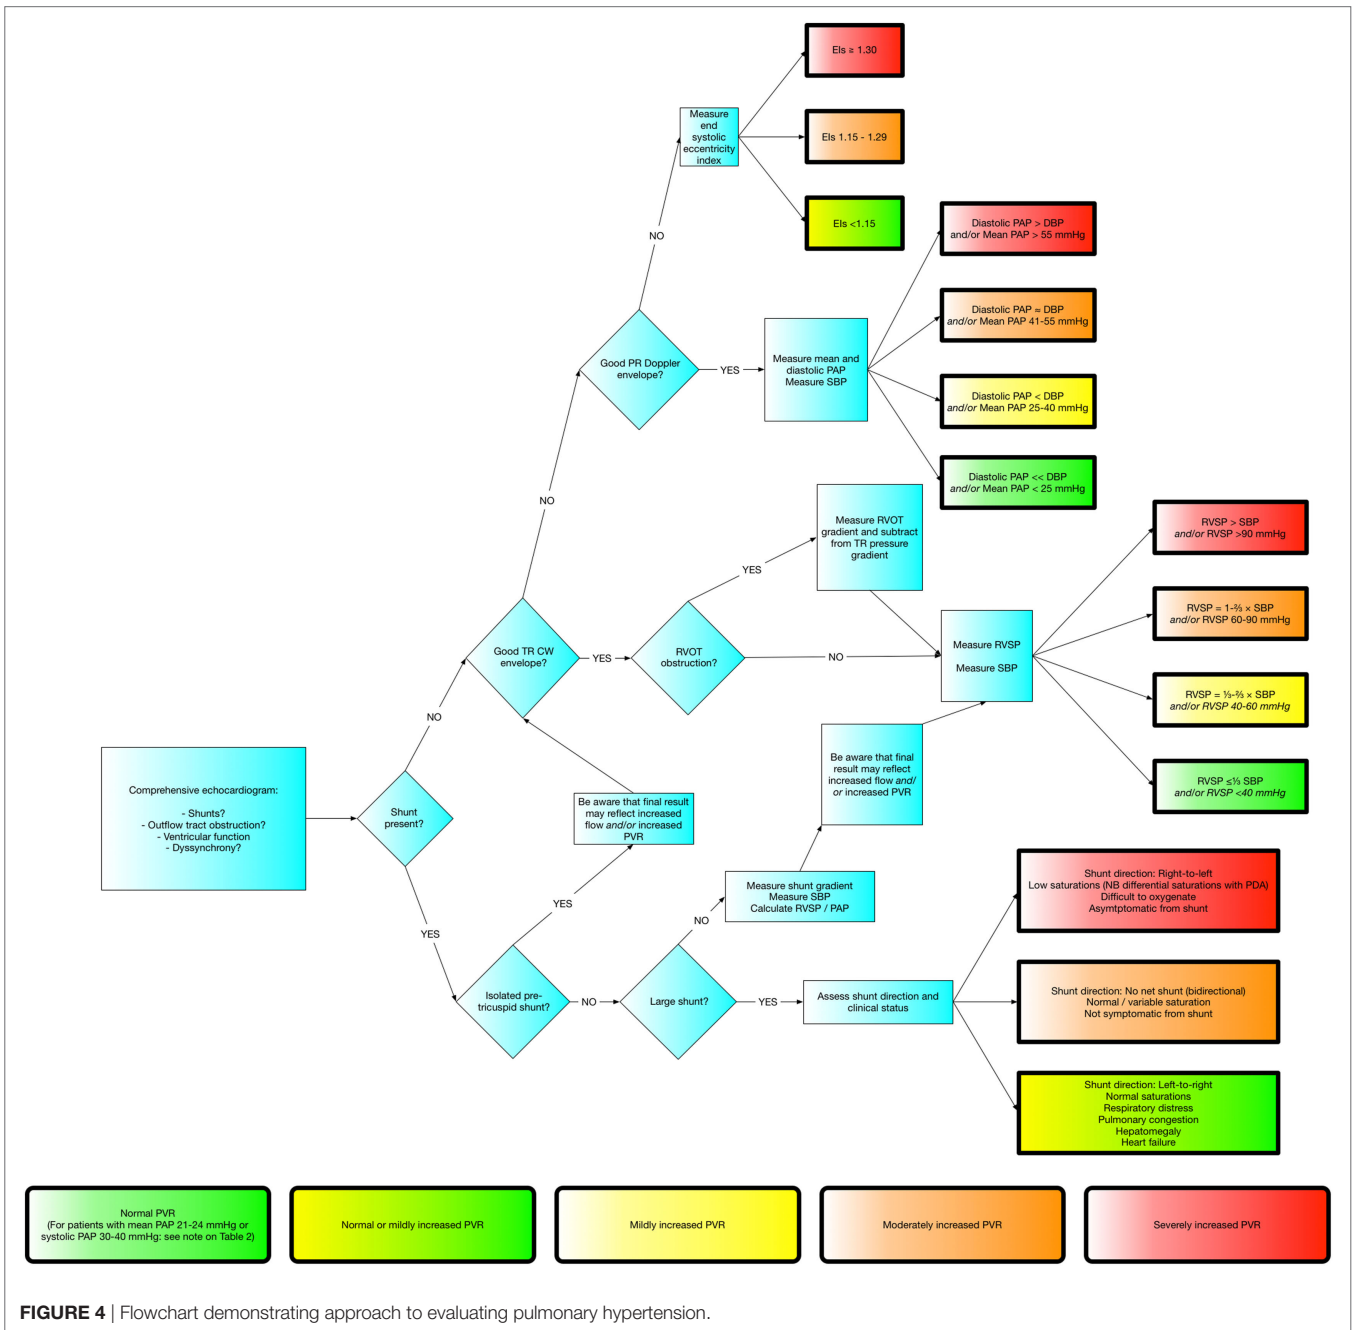 EIs ≥ 1.30
Measure
end
systolic
eccentricity
index
EIs 1.15 - 1.29
EIs <1.15
NO
Diastolic PAP > DBP
and/or Mean PAP > 55 mmHg
Diastolic PAP ≈ DBP
and/or Mean PAP 41-55 mmHg
Good PR Doppler
envelope?
YES
Measure mean and
diastolic PAP
Measure SBP
Diastolic PAP < DBP
and/or Mean PAP 25-40 mmHg
Diastolic PAP << DBP
and/or Mean PAP < 25 mmHg
NO
Measure RVOT
gradient and subtract
from TR pressure
gradient
YES
RVSP > SBP
and/or RVSP >90 mmHg
RVSP = 1-⅔ × SBP
and/or RVSP 60-90 mmHg
Good TR CW
envelope?
YES
RVOT
obstruction?
NO
Measure RVSP
Measure SBP
RVSP = ⅓-⅔ × SBP
and/or RVSP 40-60 mmHg
NO
RVSP ≤⅓ SBP
and/or RVSP <40 mmHg
Comprehensive echocardiogram:
- Shunts?
- Outflow tract obstruction?
- Ventricular function
- Dyssynchrony?
Shunt
present?
Be aware that final result
may reflect increased
flow and/or increased
PVR
Be aware that final
result may reflect
increased flow and/
or increased PVR
YES
YES
Measure shunt gradient
Measure SBP
Calculate RVSP / PAP
NO
Shunt direction: Right-to-left
Low saturations (NB differential saturations with PDA)
Difficult to oxygenate
Asymtptomatic from shunt
Isolated pre-
tricuspid shunt?
NO
Large shunt?
YES
Assess shunt direction and
clinical status
Shunt direction: No net shunt (bidirectional)
Normal / variable saturation
Not symptomatic from shunt
Shunt direction: Left-to-right
Normal saturations
Respiratory distress
Pulmonary congestion
Hepatomegaly
Heart failure
Normal PVR
(For patients with mean PAP 21-24 mmHg or
systolic PAP 30-40 mmHg: see note on Table 2)
Normal or mildly increased PVR
Mildly increased PVR
Moderately increased PVR
Severely increased PVR
FIGURE 4 | Flowchart demonstrating approach to evaluating pulmonary hypertension.